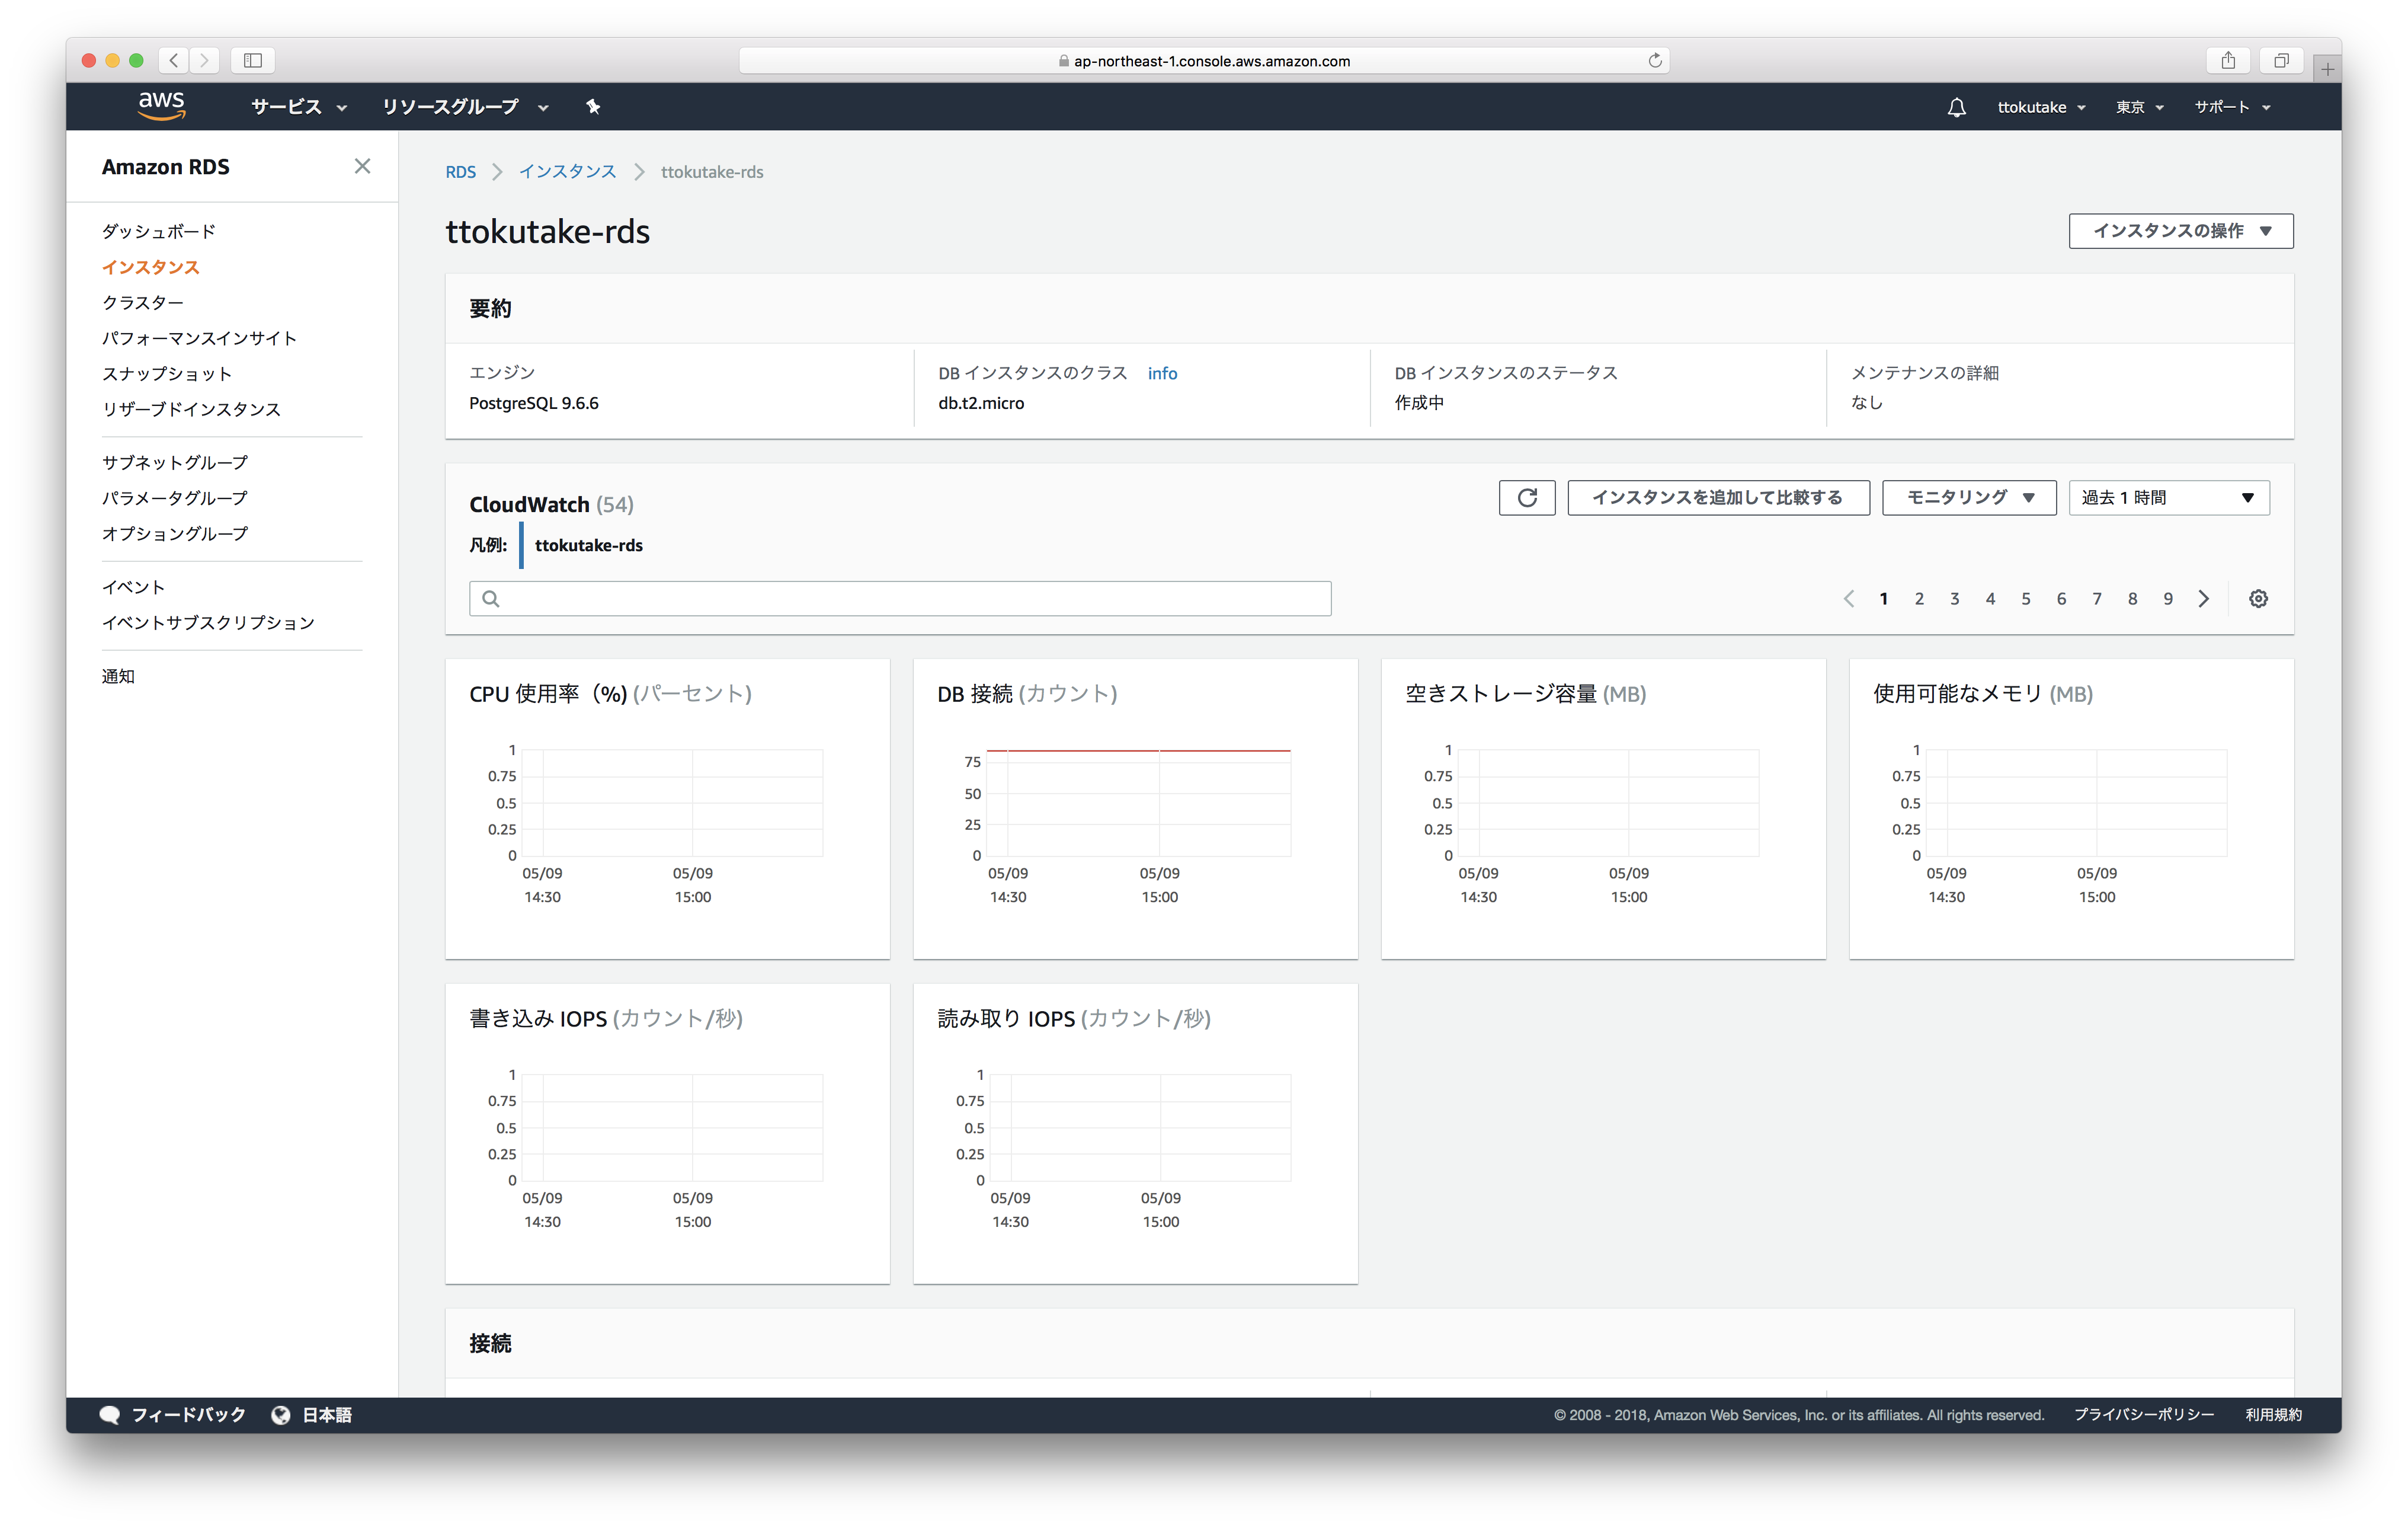 ap-northeast-1.console.aws.amazon.com
aws サービス リソースグループ ttokutake 東京 サポート
Amazon RDS
ダッシュボード
インスタンス
クラスター
パフォーマンスインサイト
スナップショット
リザーブドインスタンス
サブネットグループ
パラメータグループ
オプショングループ
イベント
イベントサブスクリプション
通知
RDS インスタンス ttokutake-rds
ttokutake-rds
インスタンスの操作
要約
エンジン
PostgreSQL 9.6.6
DB インスタンスのクラス info
db.t2.micro
DB インスタンスのステータス
作成中
メンテナンスの詳細
なし
CloudWatch (54)
インスタンスを追加して比較する モニタリング 過去 1 時間
凡例: ttokutake-rds
1 2 3 4 5 6 7 8 9
CPU 使用率（%) (パーセント)
1
0.75
0.5
0.25
0
05/09 05/09
14:30 15:00
DB 接続 (カウント)
75
50
25
0
05/09 05/09
14:30 15:00
空きストレージ容量 (MB)
1
0.75
0.5
0.25
0
05/09 05/09
14:30 15:00
使用可能なメモリ (MB)
1
0.75
0.5
0.25
0
05/09 05/09
14:30 15:00
書き込み IOPS (カウント/秒)
1
0.75
0.5
0.25
0
05/09 05/09
14:30 15:00
読み取り IOPS (カウント/秒)
1
0.75
0.5
0.25
0
05/09 05/09
14:30 15:00
接続
フィードバック 日本語 © 2008 - 2018, Amazon Web Services, Inc. or its affiliates. All rights reserved. プライバシーポリシー 利用規約